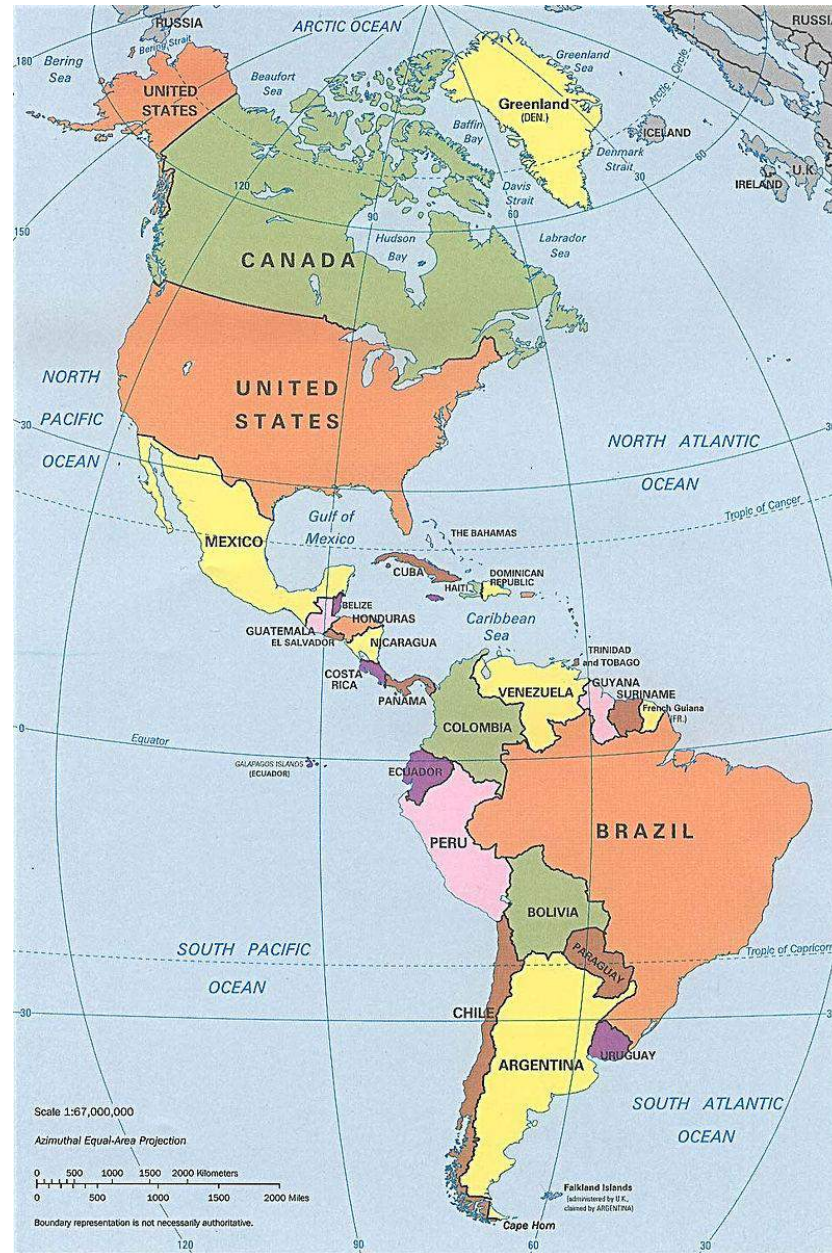 RUSSIA
ARCTIC OCEAN
RUSSIA
Bering Strait
180
Bering
Sea
Beaufort
Sea
Greenland
Sea
Arctic Circle
UNITED
STATES
Greenland
(DEN.)
Baffin
Bay
ICELAND
60
Denmark
Strait
U.K.
IRELAND
30
120
90
Davis
Strait
60
150
Hudson
Bay
Labrador
Sea
CANADA
NORTH
PACIFIC
OCEAN
UNITED
STATES
30
NORTH ATLANTIC
OCEAN
Tropic of Cancer
Gulf of
Mexico
MEXICO
THE BAHAMAS
CUBA
HAITI
DOMINICAN
REPUBLIC
BELIZE
HONDURAS
GUATEMALA
EL SALVADOR
NICARAGUA
Caribbean
Sea
COSTA
RICA
PANAMA
TRINIDAD
and TOBAGO
VENEZUELA
GUYANA
SURINAME
French Guiana
(FR.)
COLOMBIA
0
Equator
GALAPAGOS ISLANDS
(ECUADOR)
ECUADOR
PERU
BRAZIL
BOLIVIA
SOUTH PACIFIC
OCEAN
PARAGUAY
Tropic of Capricorn
30
CHILE
ARGENTINA
URUGUAY
SOUTH ATLANTIC
OCEAN
Scale 1:67,000,000
Azimuthal Equal-Area Projection
0 500 1000 1500 2000 Kilometers
0 500 1000 1500 2000 Miles
Boundary representation is not necessarily authoritative.
Falkland Islands
(administered by U.K.,
claimed by ARGENTINA)
Cape Horn
120
90
60
30